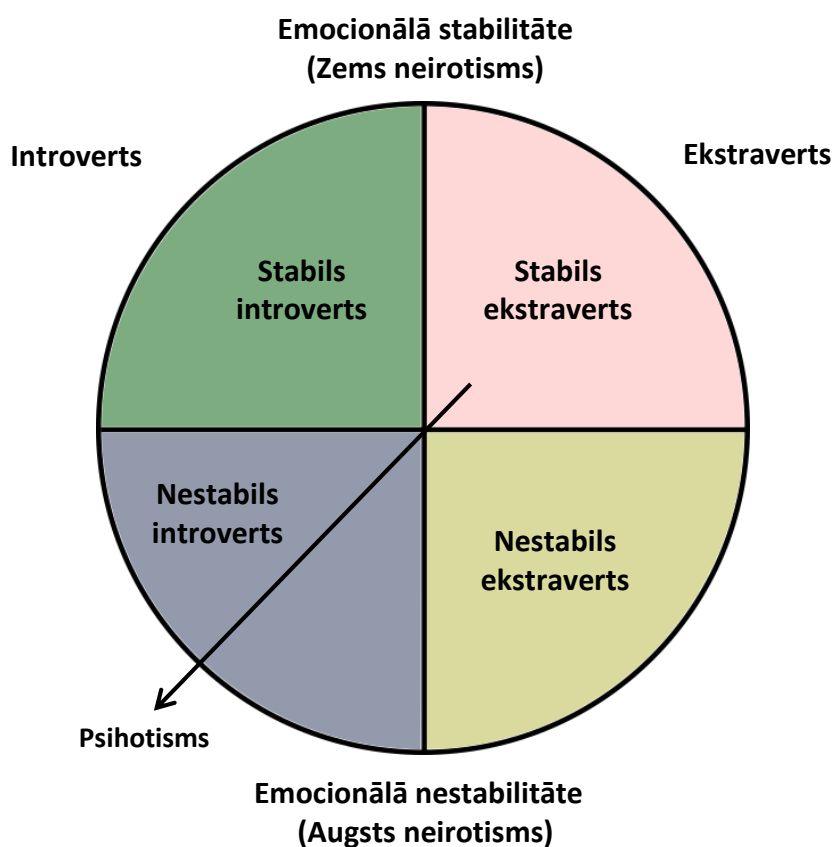 Emocionālā stabilitāte
(Zems neirotisms)
Introverts
Ekstraverts
Stabils
introverts
Stabils
ekstraverts
Nestabils
introverts
Nestabils
ekstraverts
Psihotisms
Emocionālā nestabilitāte
(Augsts neirotisms)